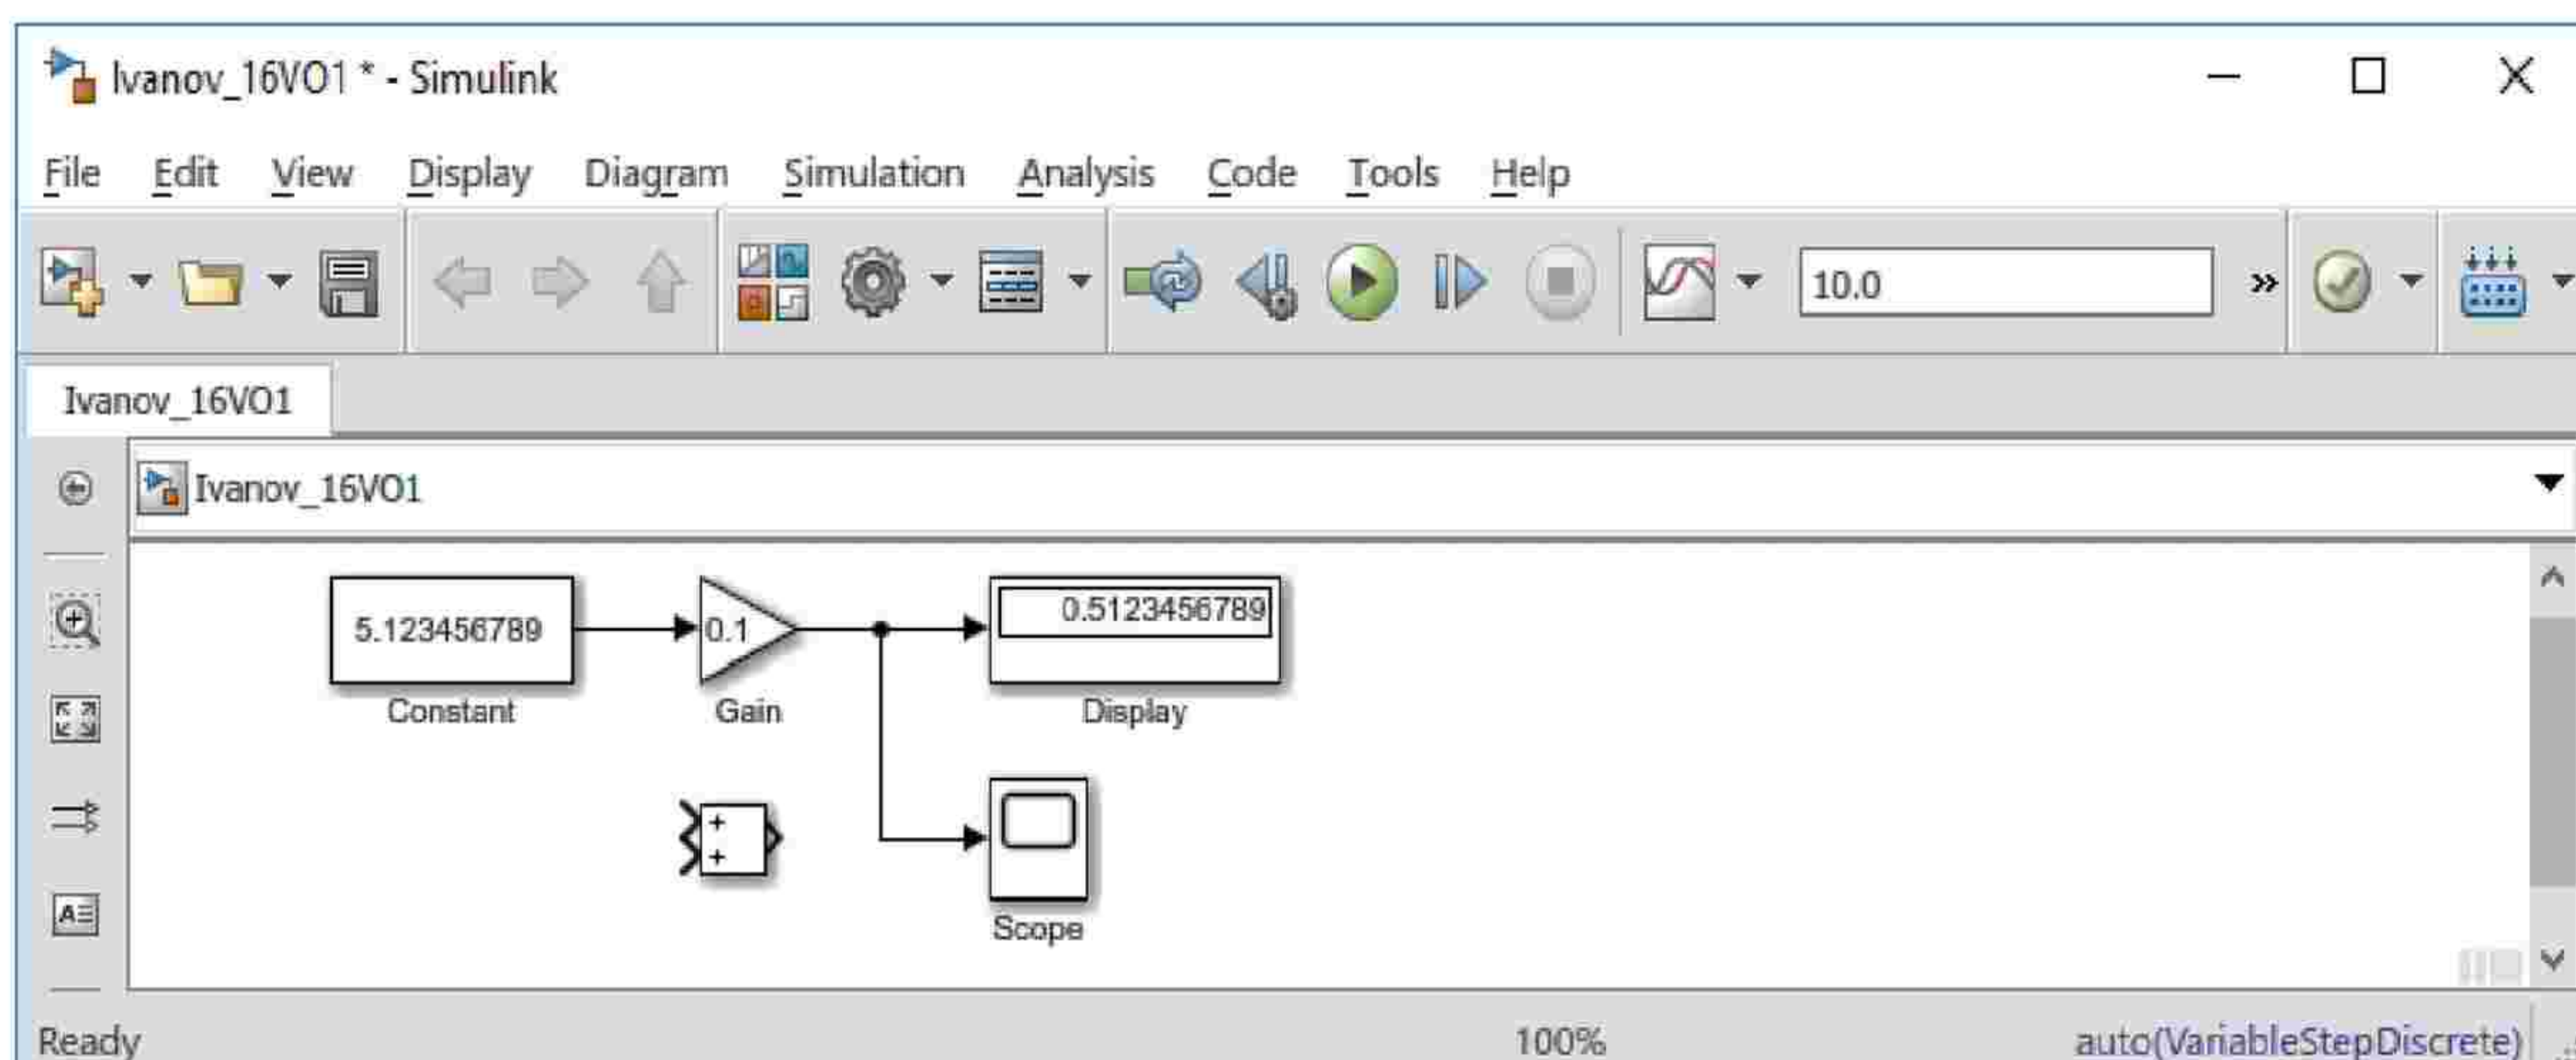 Ivanov_16VO1 * - Simulink
File Edit View Display Diagram Simulation Analysis Code Tools Help
10.0 »
Ivanov_16VO1
Ivanov_16VO1
5.123456789 0.1 0.5123456789
Constant Gain Display
+
+
Scope
A
Ready 100% auto(VariableStepDiscrete)